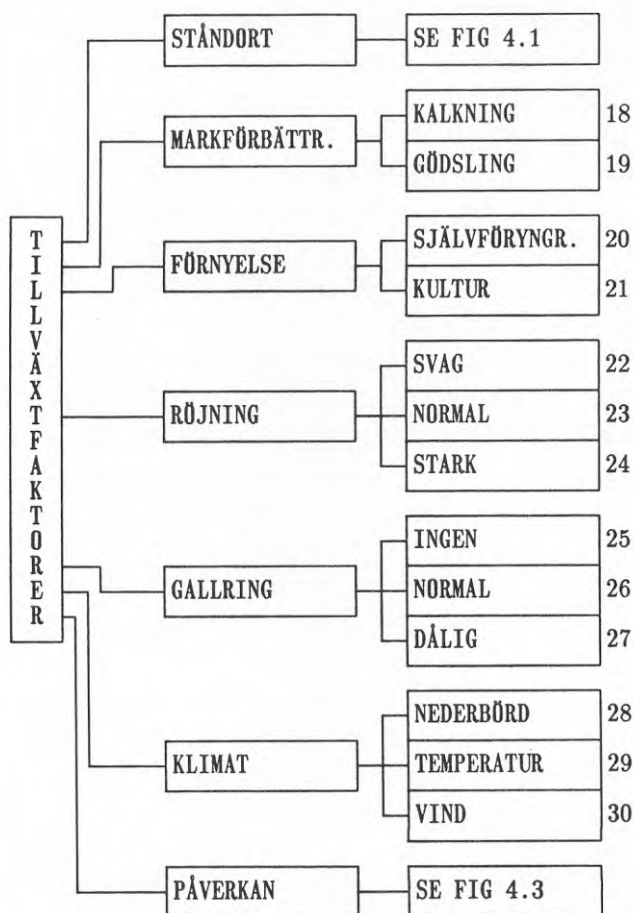 TILLVÄXTFAKTORER
STÅNDORT
SE FIG 4.1
MARKFÖRBÄTTR.
KALKNING 18
GÖDSLING 19
FÖRNYELSE
SJÄLVFÖRYNGR. 20
KULTUR 21
RÖJNING
SVAG 22
NORMAL 23
STARK 24
GALLRING
INGEN 25
NORMAL 26
DÅLIG 27
KLIMAT
NEDERBÖRD 28
TEMPERATUR 29
VIND 30
PÅVERKAN
SE FIG 4.3